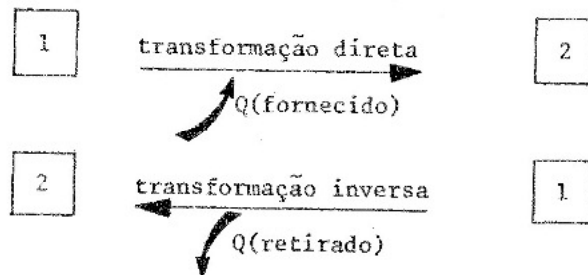 1 transformação direta 2
Q(fornecido)
2 transformação inversa 1
Q(retirado)